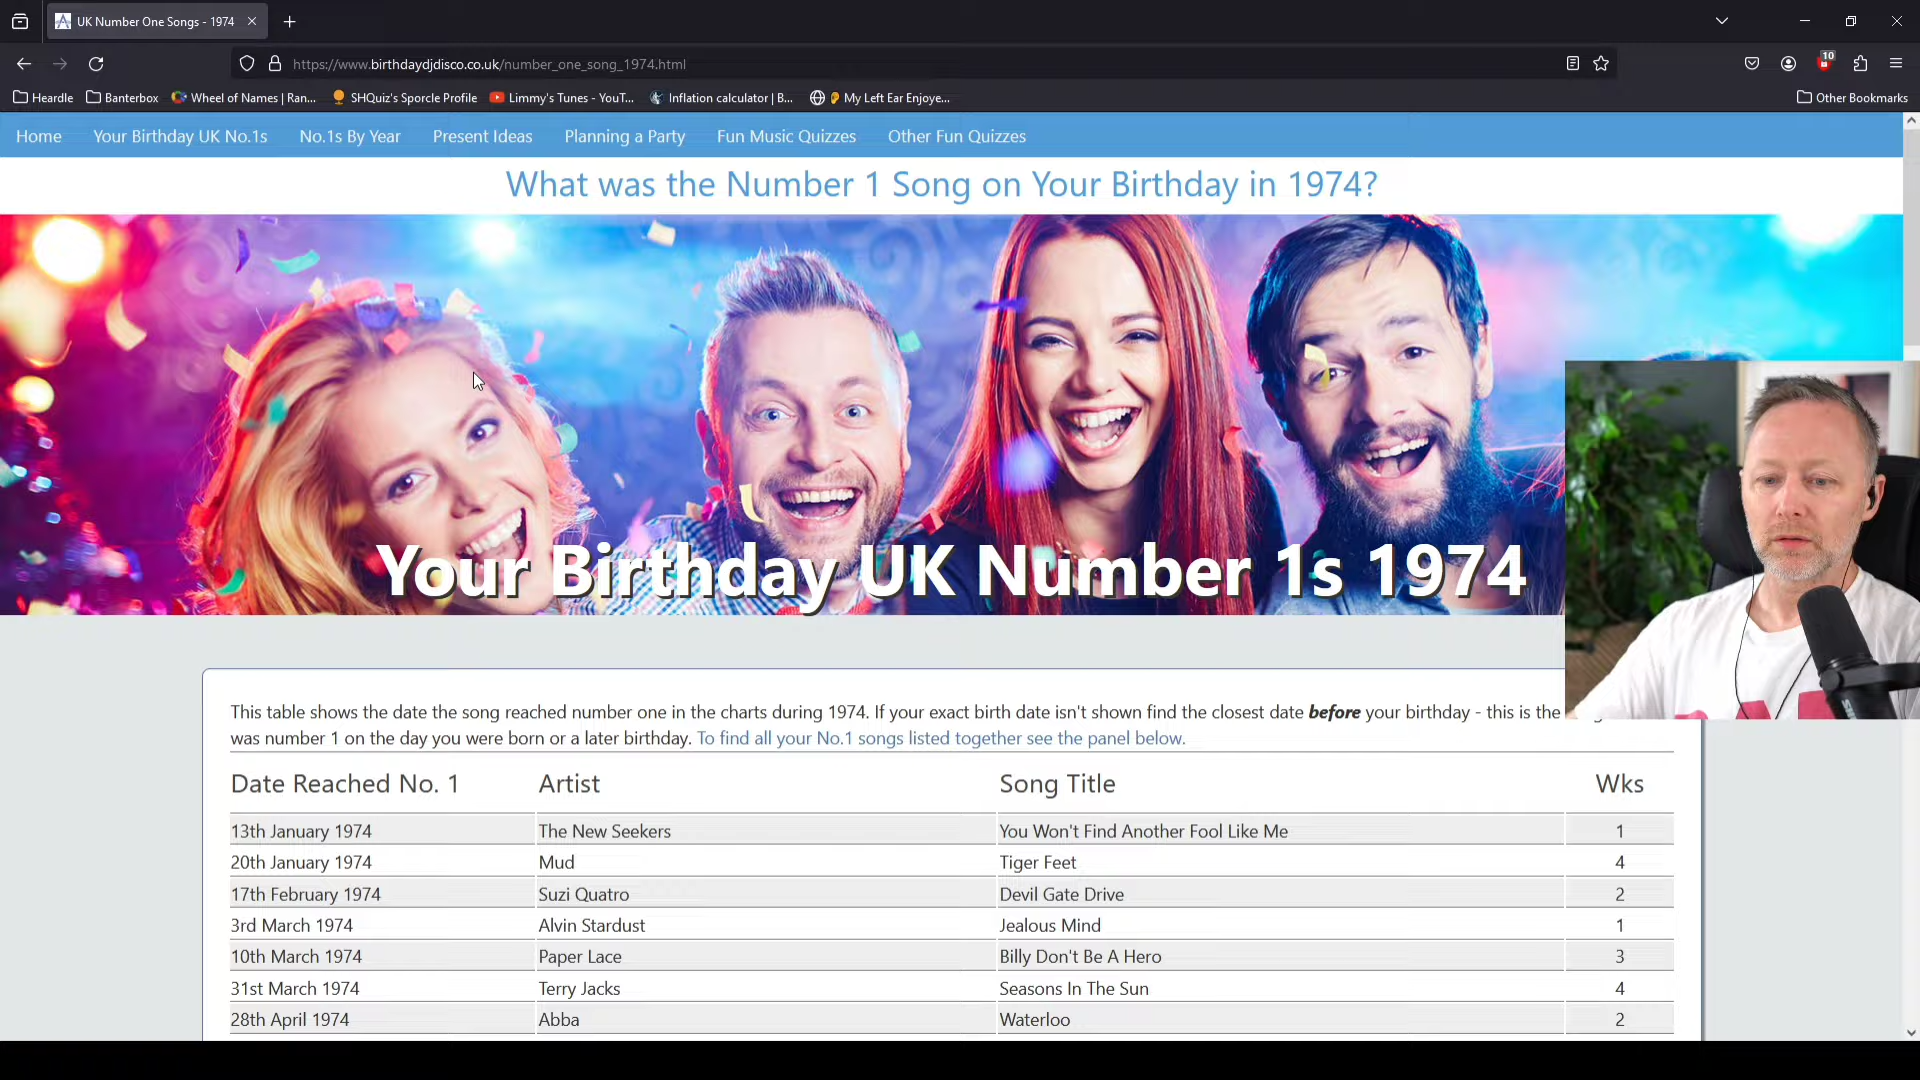 UK Number One Songs - 1974
https://www.birthdaydjdisco.co.uk/number_one_song_1974.html
10
Heardle
Banterbox
Wheel of Names | Ran...
SHQuiz's Sporcle Profile
Limmy's Tunes - YouT...
Inflation calculator | B...
My Left Ear Enjoye...
Other Bookmarks
Home
Your Birthday UK No.1s
No.1s By Year
Present Ideas
Planning a Party
Fun Music Quizzes
Other Fun Quizzes
What was the Number 1 Song on Your Birthday in 1974?
Your Birthday UK Number 1s 1974
This table shows the date the song reached number one in the charts during 1974. If your exact birth date isn't shown find the closest date before your birthday - this is the
was number 1 on the day you were born or a later birthday. To find all your No.1 songs listed together see the panel below.
Date Reached No. 1 Artist Song Title Wks
13th January 1974 The New Seekers You Won't Find Another Fool Like Me 1
20th January 1974 Mud Tiger Feet 4
17th February 1974 Suzi Quatro Devil Gate Drive 2
3rd March 1974 Alvin Stardust Jealous Mind 1
10th March 1974 Paper Lace Billy Don't Be A Hero 3
31st March 1974 Terry Jacks Seasons In The Sun 4
28th April 1974 Abba Waterloo 2